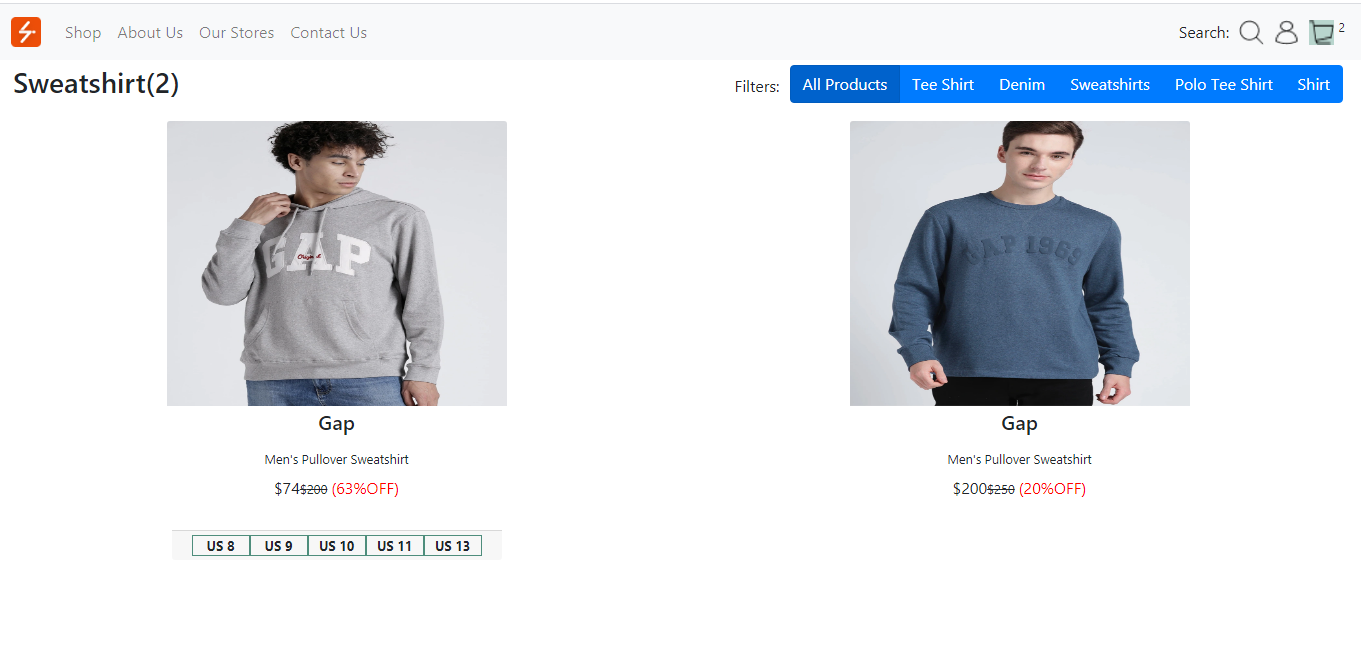 Shop About Us Our Stores Contact Us Search: 2
Sweatshirt(2) Filters: All Products Tee Shirt Denim Sweatshirts Polo Tee Shirt Shirt
GAP
Original
GAP 1969
Gap
Men's Pullover Sweatshirt
$74$200 (63%OFF)
US 8 US 9 US 10 US 11 US 13
Gap
Men's Pullover Sweatshirt
$200$250 (20%OFF)